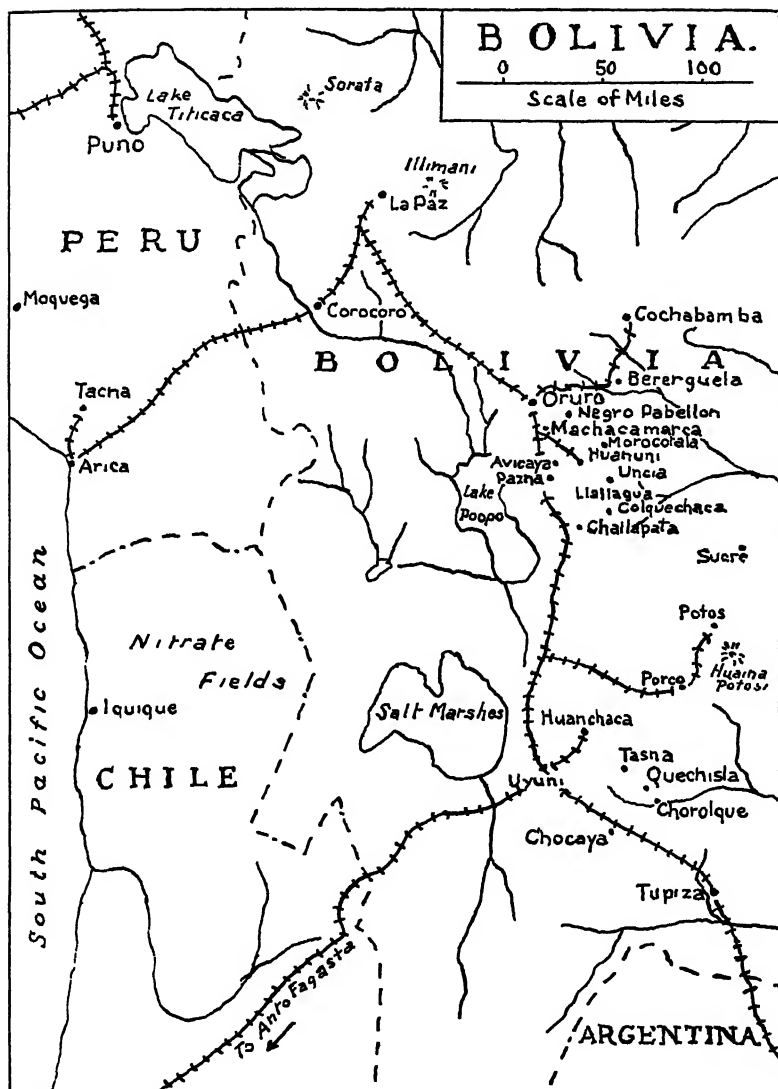 BOLIVIA.
0 50 100
Scale of Miles
Lake
Titicaca
Sorata
Puno
Illimani
La Paz
PERU
Moquega
Corocoro
Cochabamba
BOLIVIA
Berenguela
Tacna
Oruro
Negro Pabellon
Machacamarca
Morocotala
Arica
Avicaya
Huanuni
Pazna
Uncia
Lake
Poopo
Llallagua
Colquechaca
Challapata
Sucre
South Pacific Ocean
Nitrate
Fields
Potos
Huaina
Potosi
Porco
Iquique
Salt Marshes
Huanchaca
CHILE
Tasna
Uyuni
Quechisla
Chorolque
Chocaya
Tupiza
To Antofagasta
ARGENTINA